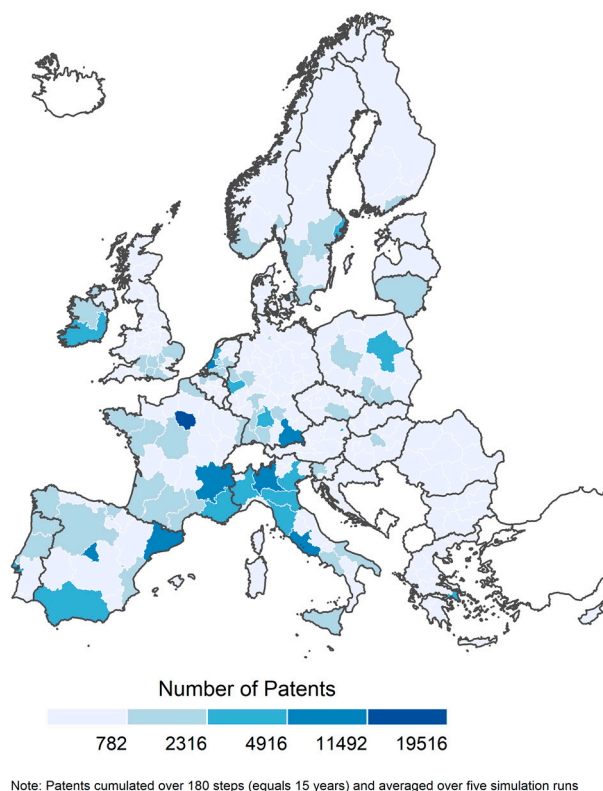 Number of Patents
782 2316 4916 11492 19516
Note: Patents cumulated over 180 steps (equals 15 years) and averaged over five simulation runs